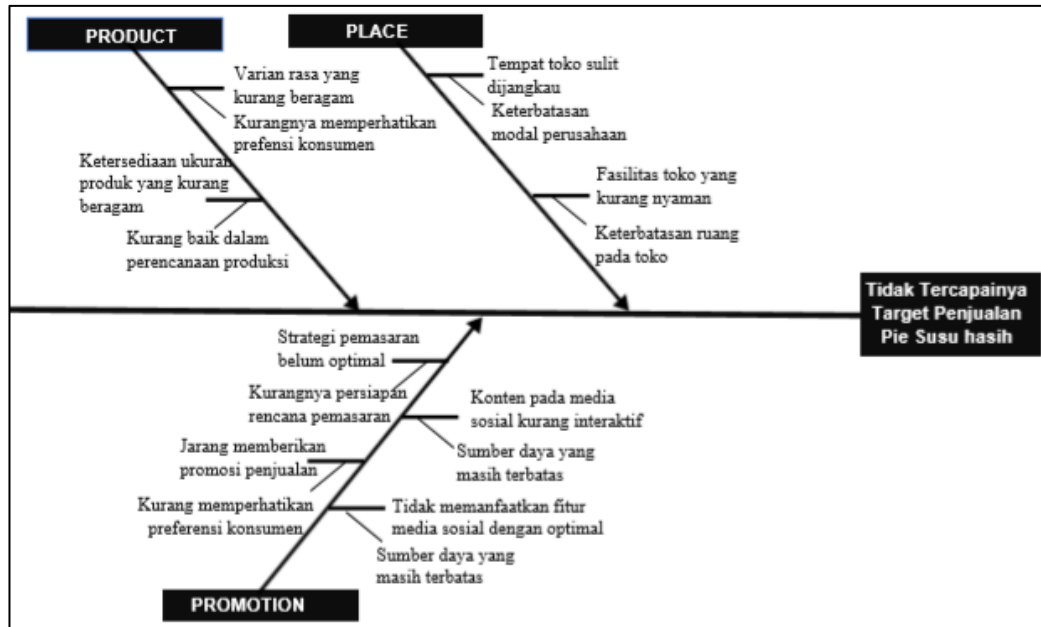 PRODUCT
PLACE
Varian rasa yang
kurang beragam
Kurangnya memperhatikan
prefensi konsumen
Ketersediaan ukuran
produk yang kurang
beragam
Kurang baik dalam
perencanaan produksi
Tempat toko sulit
dijangkau
Keterbatasan
modal perusahaan
Fasilitas toko yang
kurang nyaman
Keterbatasan ruang
pada toko
Tidak Tercapainya
Target Penjualan
Pie Susu hasih
Strategi pemasaran
belum optimal
Kurangnya persiapan
rencana pemasaran
Konten pada media
sosial kurang interaktif
Sumber daya yang
masih terbatas
Jarang memberikan
promosi penjualan
Kurang memperhatikan
preferensi konsumen
Tidak memanfaatkan fitur
media sosial dengan optimal
Sumber daya yang
masih terbatas
PROMOTION